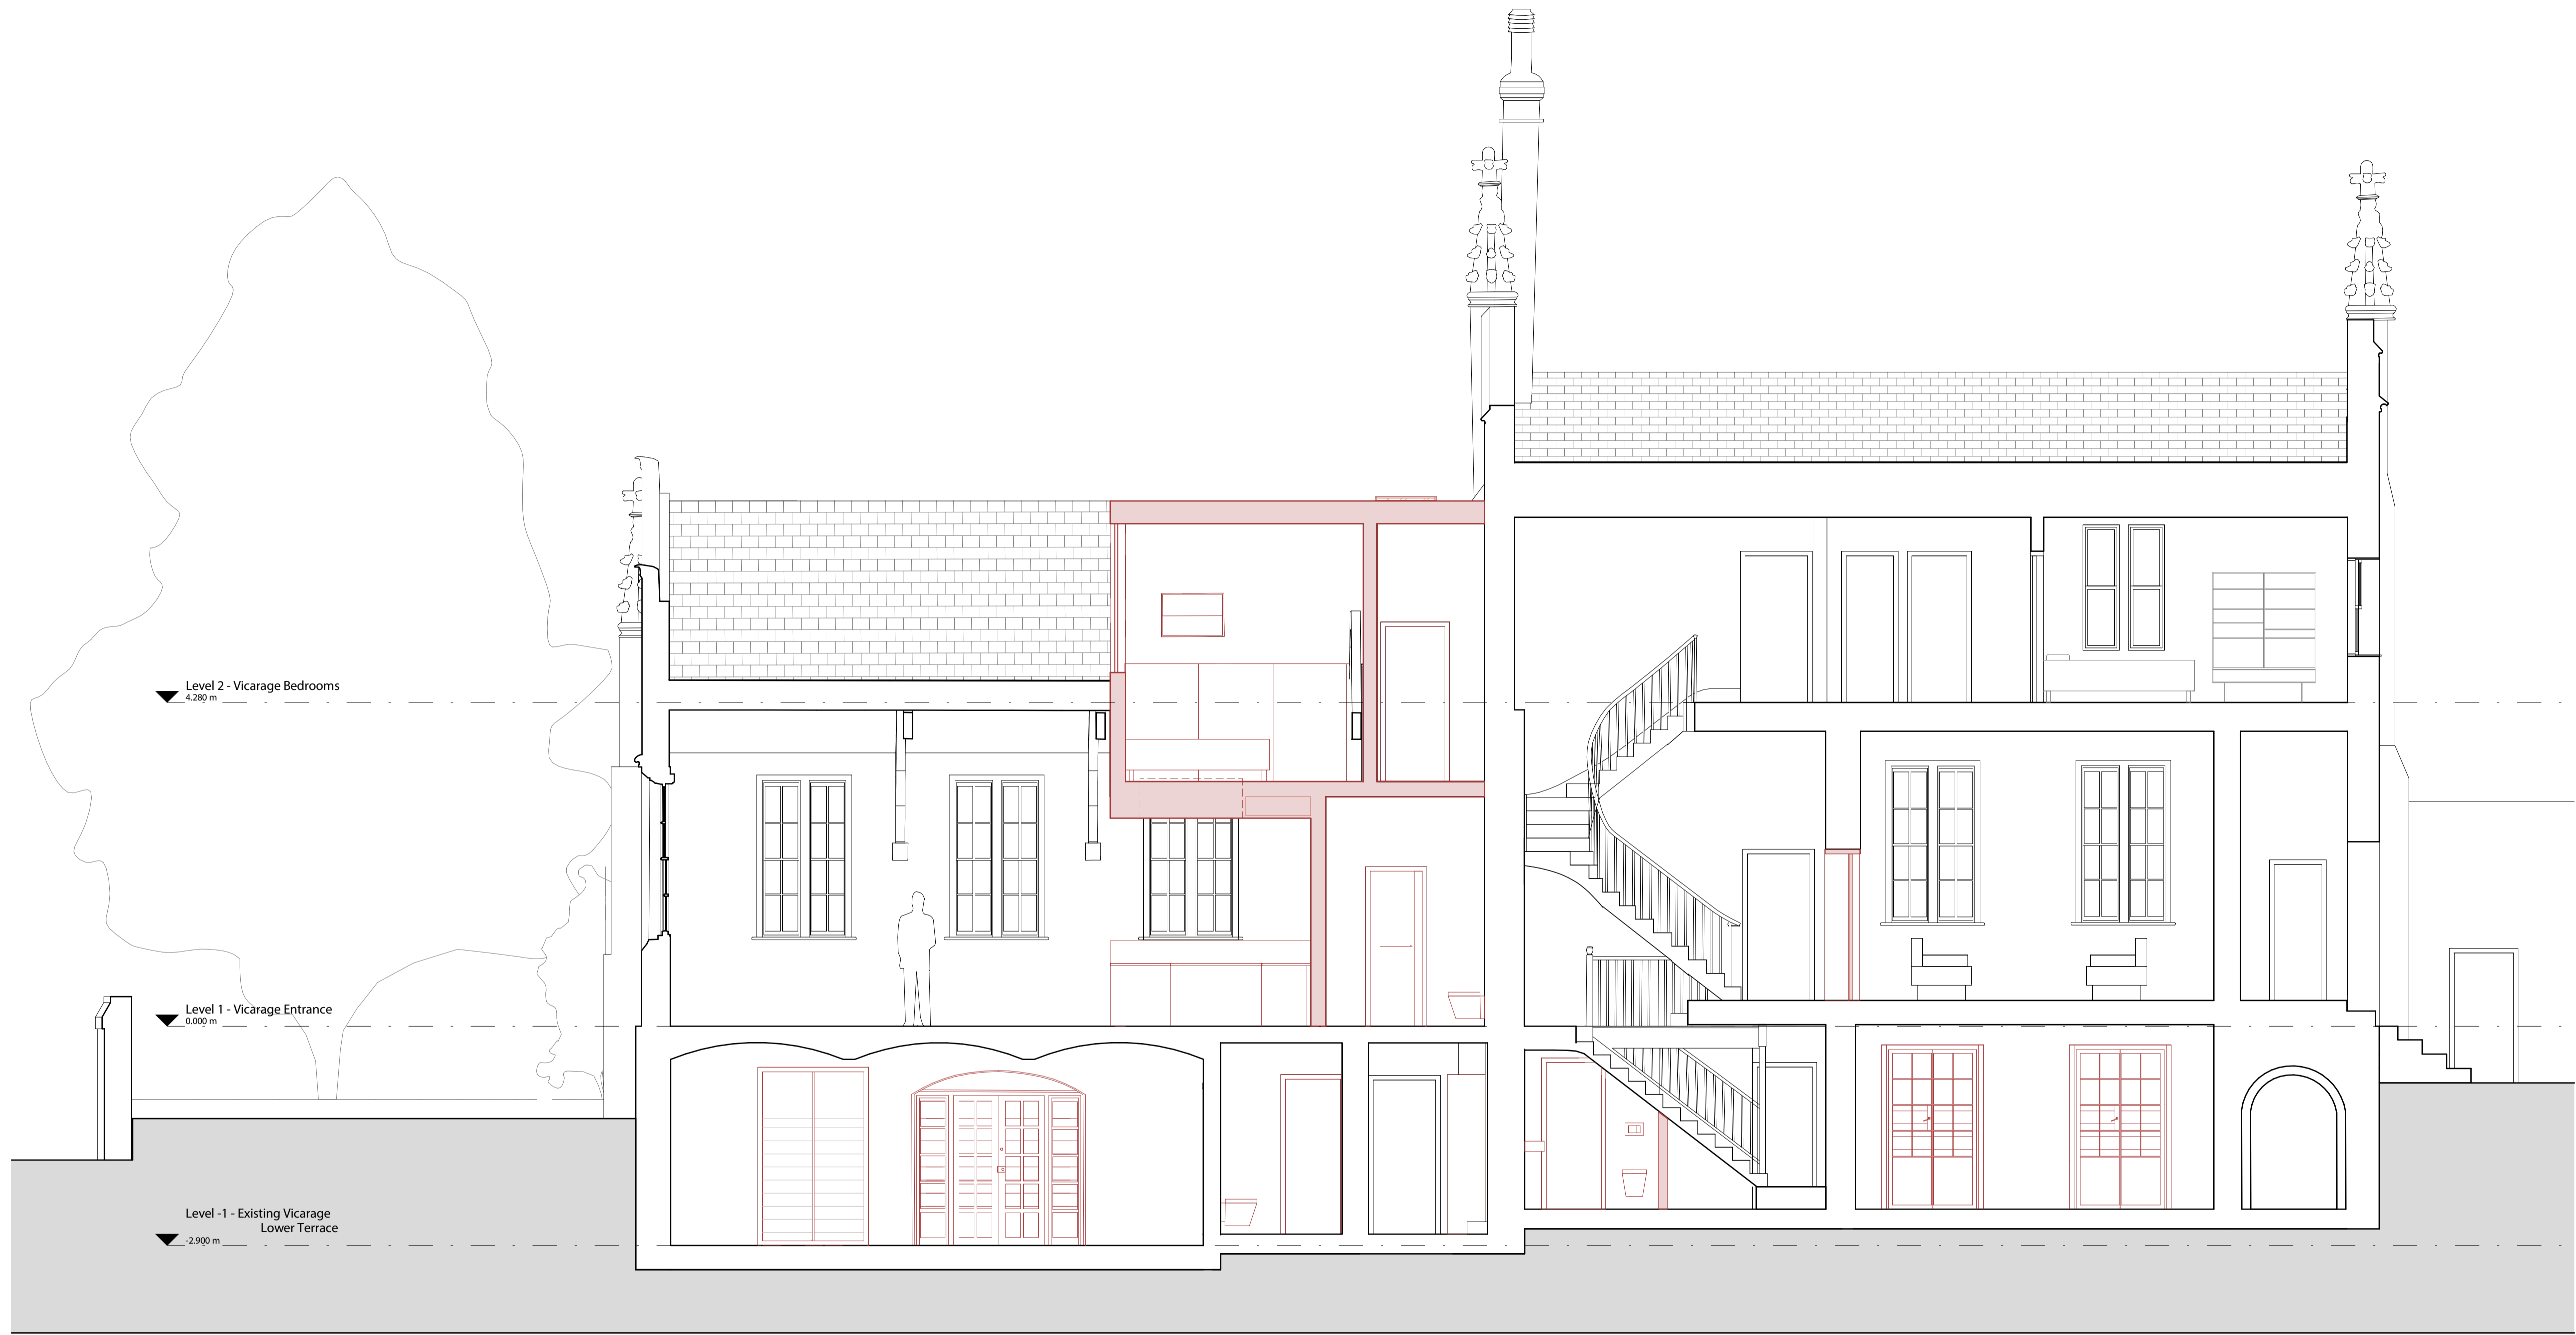 Level 2 - Vicarage Bedrooms
4.280 m
Level 1 - Vicarage Entrance
0.000 m
Level -1 - Existing Vicarage
Lower Terrace
-2.900 m